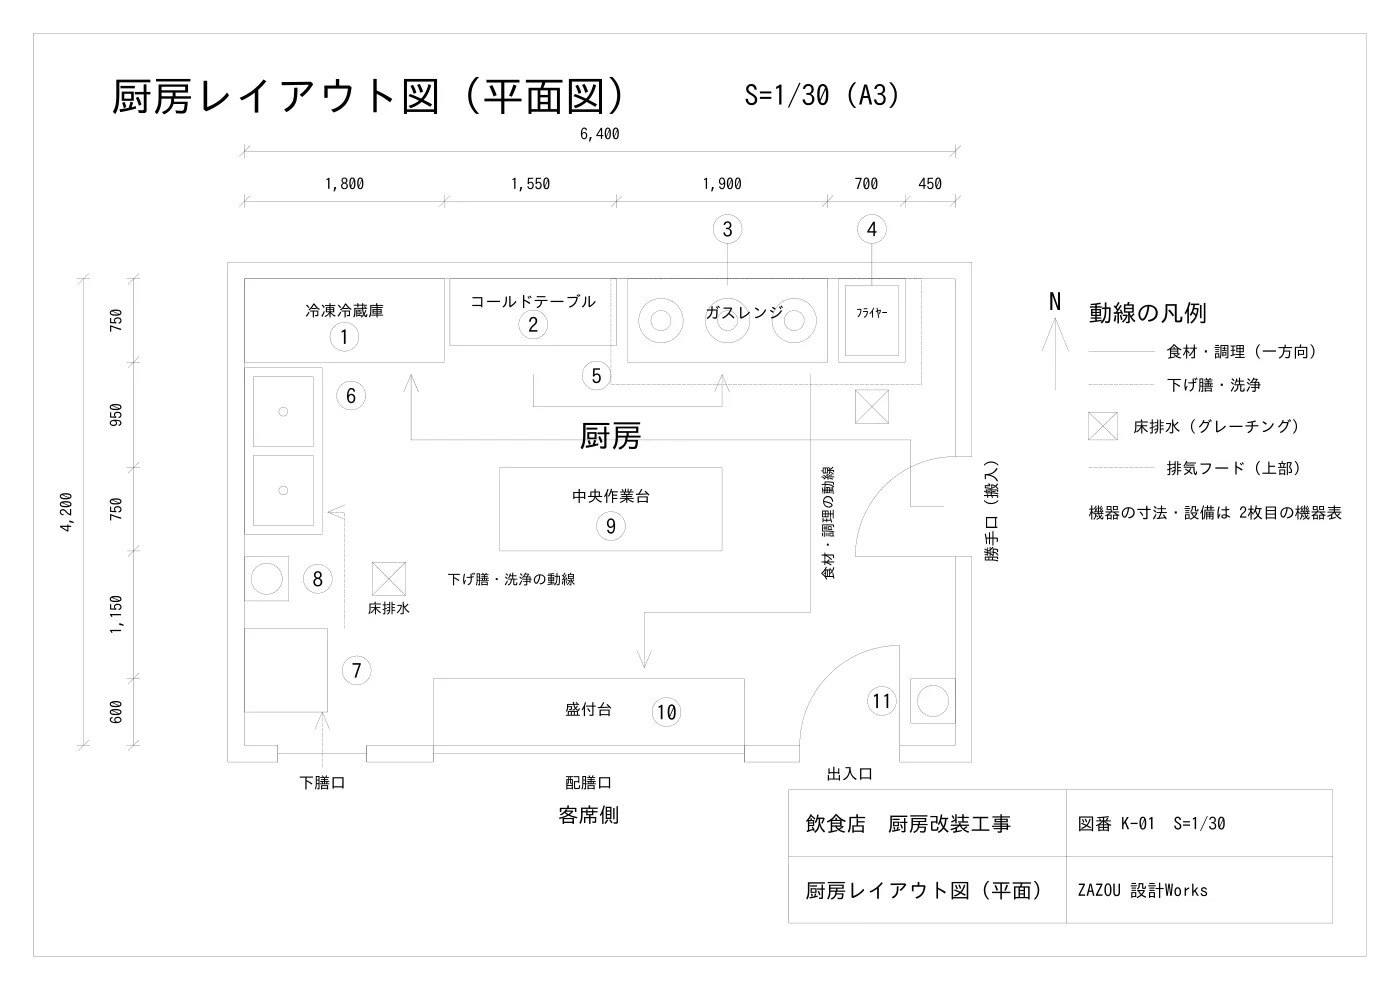 厨房レイアウト図（平面図）
S=1/30（A3）
6,400
1,800
1,550
1,900
700
450
3
4
冷凍冷蔵庫
1
コールドテーブル
2
ガスレンジ
ﾌﾗｲﾔｰ
5
6
厨房
中央作業台
9
食材・調理の動線
8
床排水
下げ膳・洗浄の動線
7
盛付台
10
11
勝手口（搬入）
下膳口
配膳口
客席側
出入口
4,200
750
950
750
1,150
600
N
動線の凡例
食材・調理（一方向）
下げ膳・洗浄
床排水（グレーチング）
排気フード（上部）
機器の寸法・設備は 2枚目の機器表
飲食店　厨房改装工事
図番 K-01　S=1/30
厨房レイアウト図（平面）
ZAZOU 設計Works